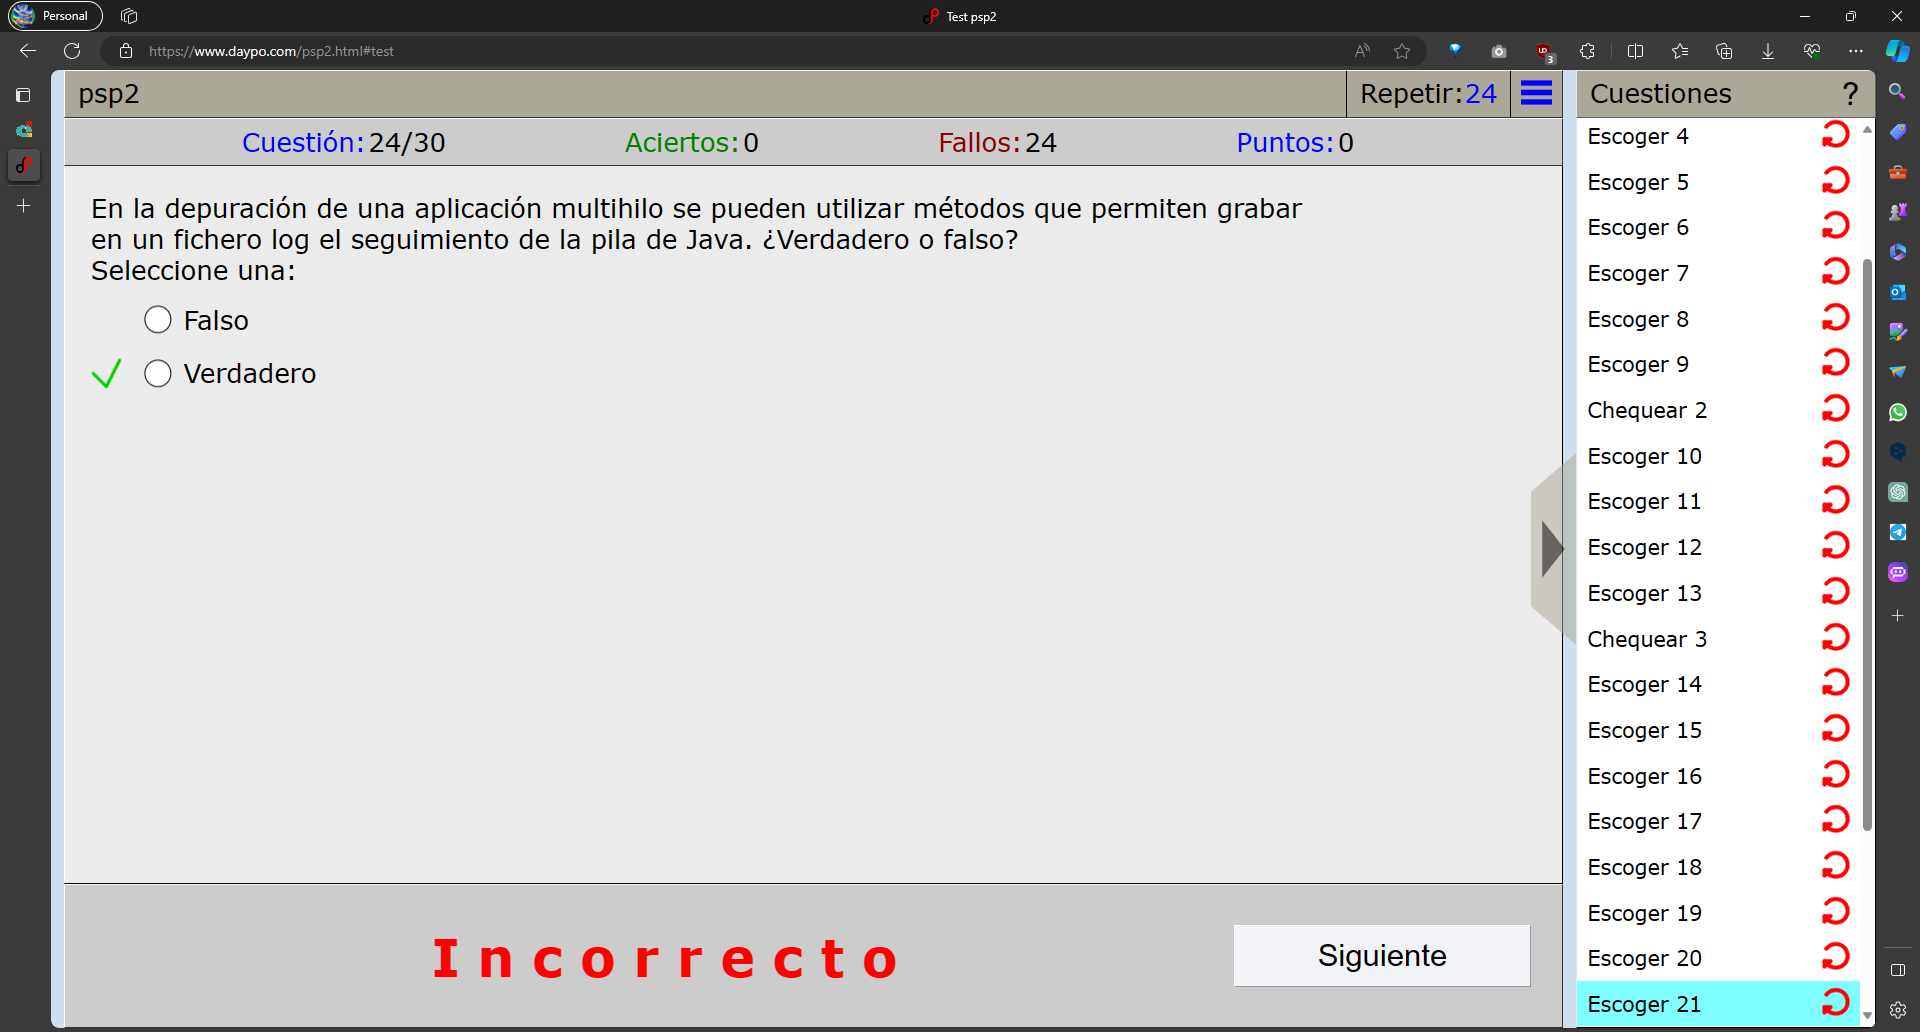 Personal
Test psp2
https://www.daypo.com/psp2.html#test
3
psp2
Repetir:24
Cuestiones
?
Cuestión:24/30
Aciertos:0
Fallos:24
Puntos:0
En la depuración de una aplicación multihilo se pueden utilizar métodos que permiten grabar
en un fichero log el seguimiento de la pila de Java. ¿Verdadero o falso?
Seleccione una:
Falso
Verdadero
Incorrecto
Siguiente
Escoger 4
Escoger 5
Escoger 6
Escoger 7
Escoger 8
Escoger 9
Chequear 2
Escoger 10
Escoger 11
Escoger 12
Escoger 13
Chequear 3
Escoger 14
Escoger 15
Escoger 16
Escoger 17
Escoger 18
Escoger 19
Escoger 20
Escoger 21